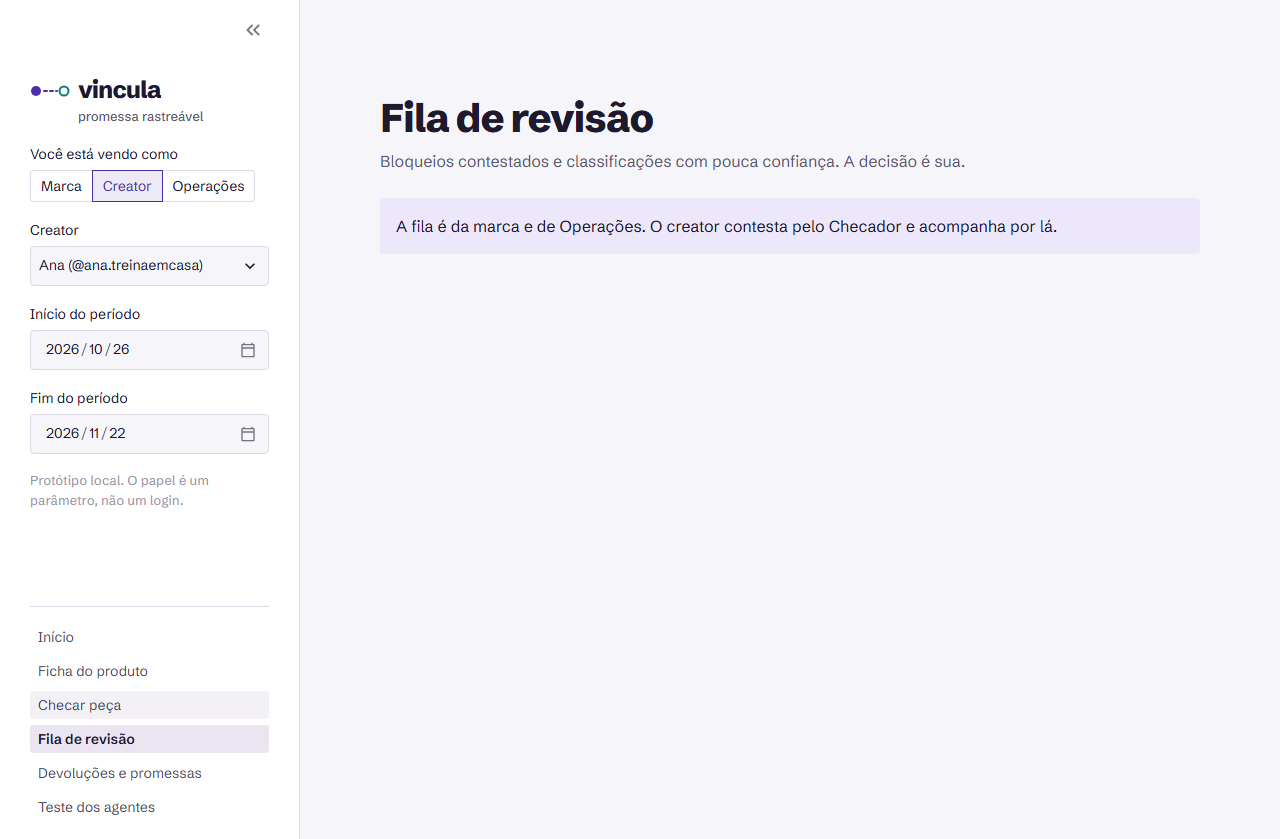 vincula
promessa rastreável
Você está vendo como
Marca
Creator
Operações
Creator
Ana (@ana.treinaemcasa)
Início do período
2026/10/26
Fim do período
2026/11/22
Protótipo local. O papel é um
parâmetro, não um login.
Início
Ficha do produto
Checar peça
Fila de revisão
Devoluções e promessas
Teste dos agentes
Fila de revisão
Bloqueios contestados e classificações com pouca confiança. A decisão é sua.
A fila é da marca e de Operações. O creator contesta pelo Checador e acompanha por lá.